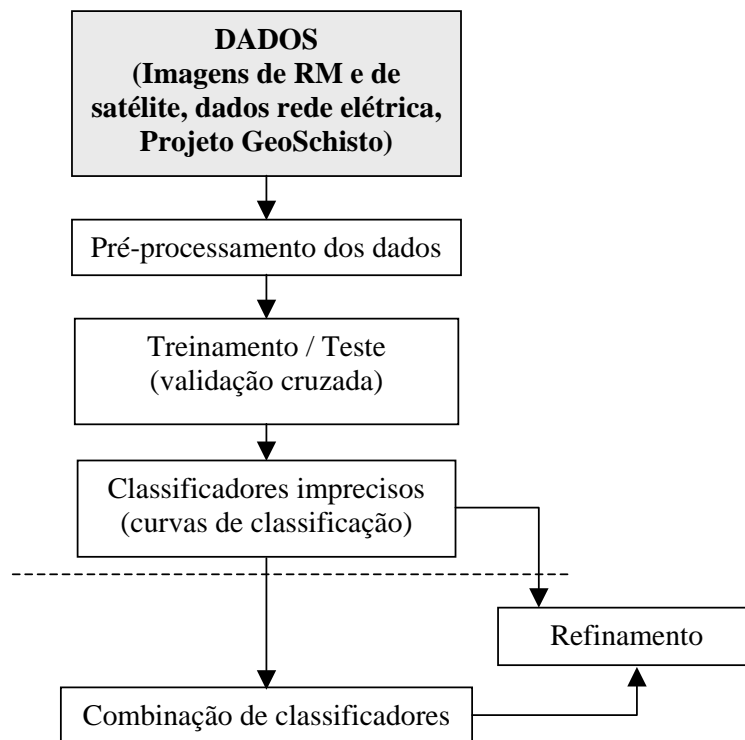 DADOS
(Imagens de RM e de
satélite, dados rede elétrica,
Projeto GeoSchisto)
Pré-processamento dos dados
Treinamento / Teste
(validação cruzada)
Classificadores imprecisos
(curvas de classificação)
Refinamento
Combinação de classificadores